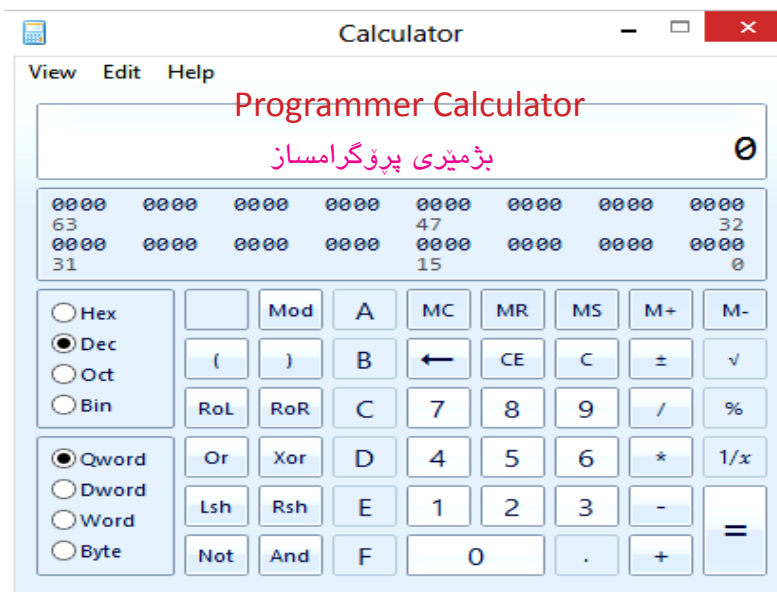 Calculator
View Edit Help
Programmer Calculator
0
بژمێری پڕۆگرامساز
0000 0000 0000 0000 0000 0000 0000 0000
63 47 32
0000 0000 0000 0000 0000 0000 0000 0000
31 15 0
Hex Mod A MC MR MS M+ M-
Dec ( ) B ← CE C ± √
Oct
Bin RoL RoR C 7 8 9 / %
Qword Or Xor D 4 5 6 * 1/x
Dword Lsh Rsh E 1 2 3 - =
Word
Byte Not And F 0 . +